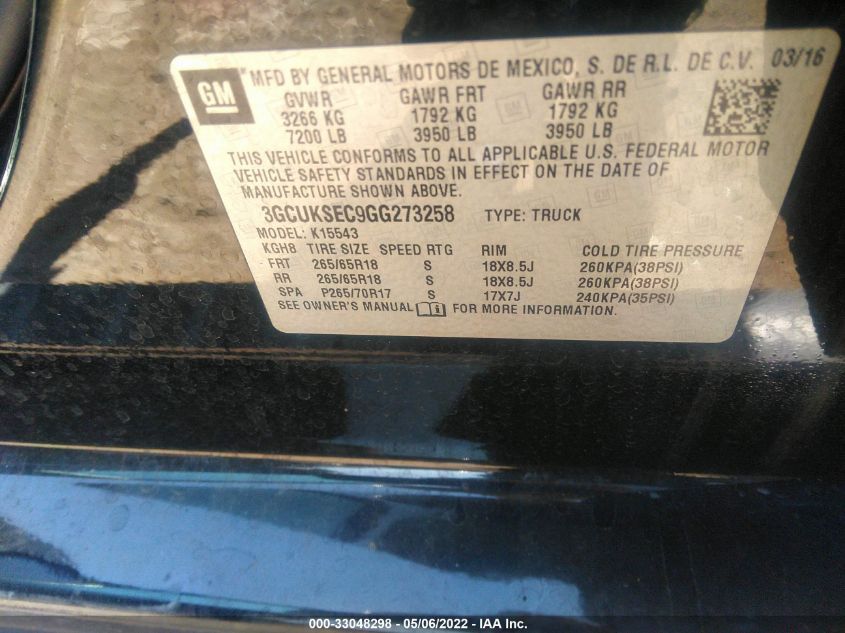 GM
MFD BY GENERAL MOTORS DE MEXICO, S. DE R.L. DE C.V. 03/16
GVWR GAWR FRT GAWR RR
3266 KG 1792 KG 1792 KG
7200 LB 3950 LB 3950 LB
THIS VEHICLE CONFORMS TO ALL APPLICABLE U.S. FEDERAL MOTOR
VEHICLE SAFETY STANDARDS IN EFFECT ON THE DATE OF
MANUFACTURE SHOWN ABOVE.
3GCUKSEC9GG273258 TYPE: TRUCK
MODEL: K15543
KGH8 TIRE SIZE SPEED RTG RIM COLD TIRE PRESSURE
FRT 265/65R18 S 18X8.5J 260KPA(38PSI)
RR 265/65R18 S 18X8.5J 260KPA(38PSI)
SPA P265/70R17 S 17X7J 240KPA(35PSI)
SEE OWNER'S MANUAL FOR MORE INFORMATION.
000-33048298 - 05/06/2022 - IAA Inc.